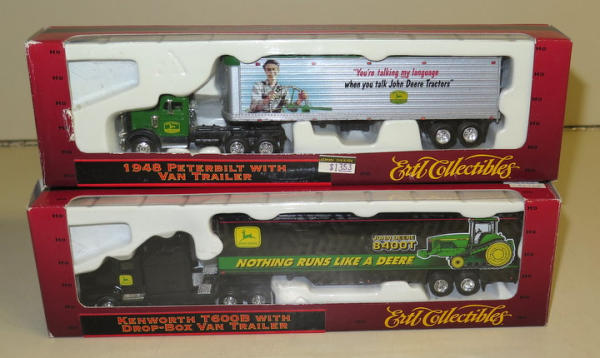 "You're talking my language
when you talk John Deere Tractors"
1948 PETERBILT WITH
VAN TRAILER
JOHN DEERE
$13.53
Ertl Collectibles
HO
JOHN DEERE
8400T
NOTHING RUNS LIKE A DEERE
KENWORTH T600B WITH
DROP-BOX VAN TRAILER
Ertl Collectibles
HO